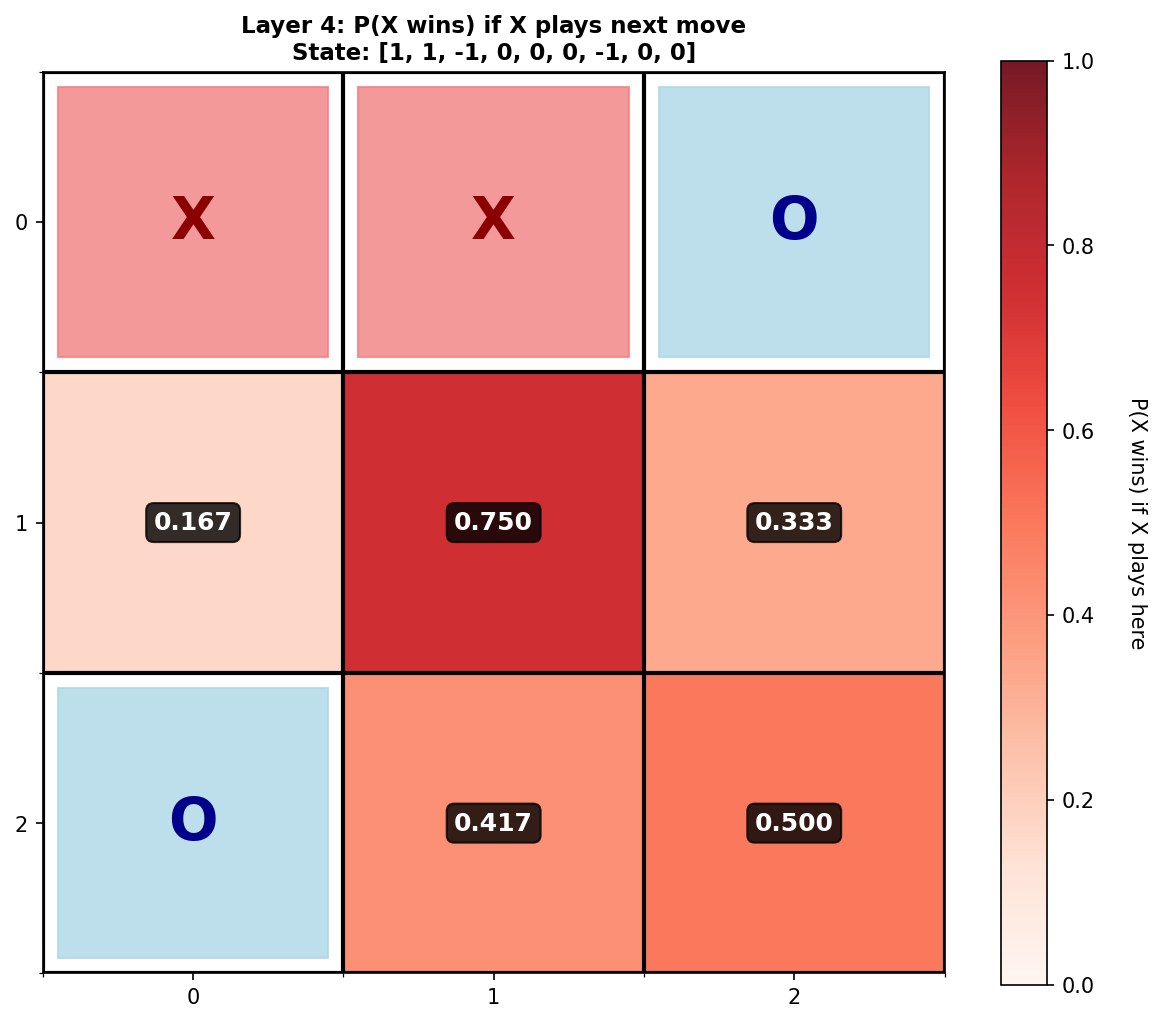 Layer 4: P(X wins) if X plays next move
State: [1, 1, -1, 0, 0, 0, -1, 0, 0]
X X O
0.167 0.750 0.333
O 0.417 0.500
0
1
2
0 1 2
1.0
0.8
0.6
0.4
0.2
0.0
P(X wins) if X plays here